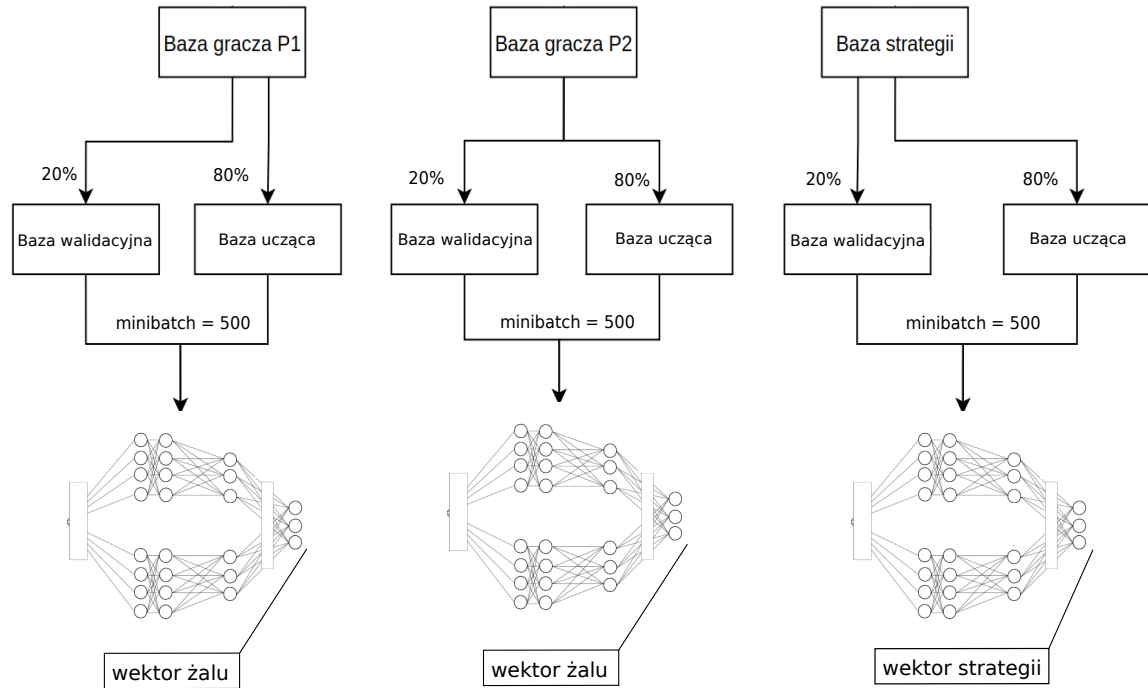 Baza gracza P1
Baza gracza P2
Baza strategii
20%
80%
20%
80%
20%
80%
Baza walidacyjna
Baza ucząca
Baza walidacyjna
Baza ucząca
Baza walidacyjna
Baza ucząca
minibatch = 500
minibatch = 500
minibatch = 500
wektor żalu
wektor żalu
wektor strategii